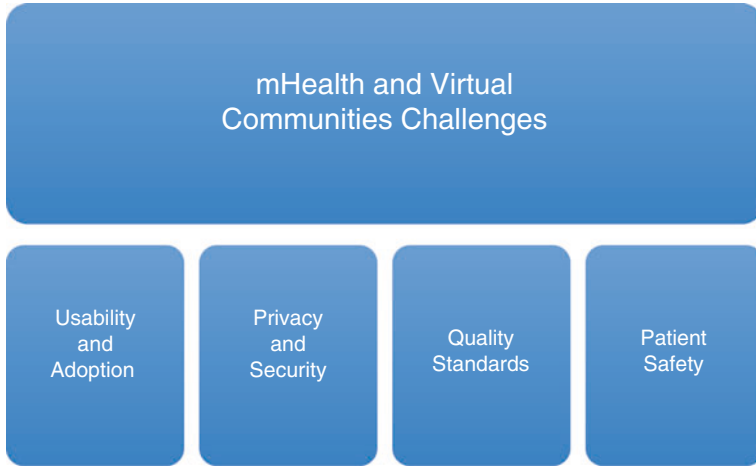 mHealth and Virtual
Communities Challenges
Usability
and
Adoption
Privacy
and
Security
Quality
Standards
Patient
Safety